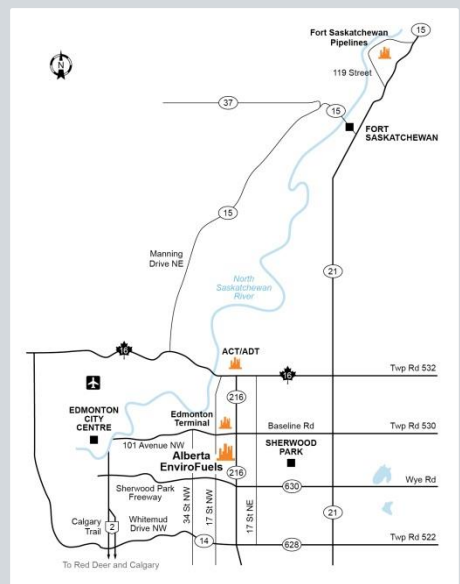 Fort Saskatchewan
Pipelines
15
119 Street
N
37
15
FORT
SASKATCHEWAN
15
Manning
Drive NE
21
North
Saskatchewan
River
16
ACT/ADT
16
Twp Rd 532
216
EDMONTON
CITY
CENTRE
Edmonton
Terminal
Baseline Rd
Twp Rd 530
101 Avenue NW
Alberta
EnviroFuels
SHERWOOD
PARK
216
Sherwood Park
Freeway
630
Wye Rd
34 St NW
17 St NW
17 St NE
Calgary
Trail
2
Whitemud
Drive NW
21
14
628
Twp Rd 522
To Red Deer and Calgary